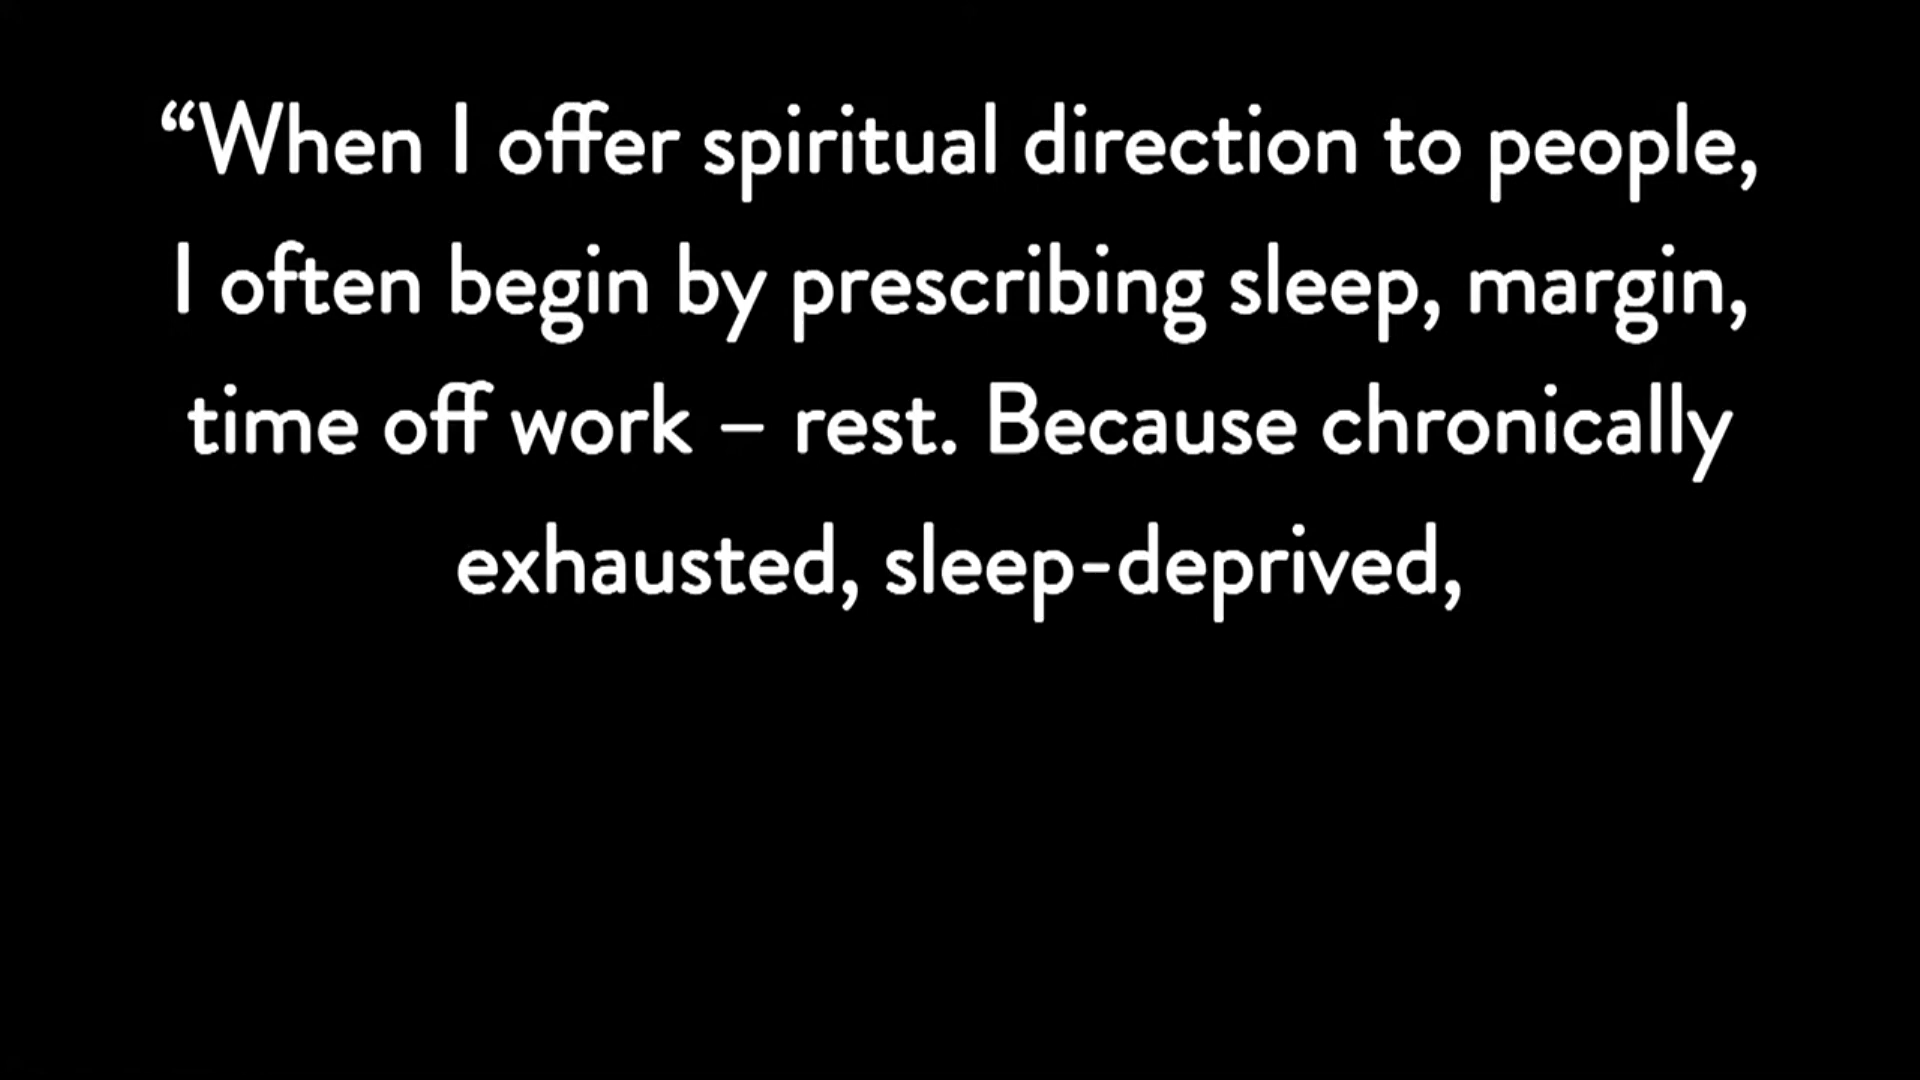 “When I offer spiritual direction to people,
I often begin by prescribing sleep, margin,
time off work – rest. Because chronically
exhausted, sleep-deprived,